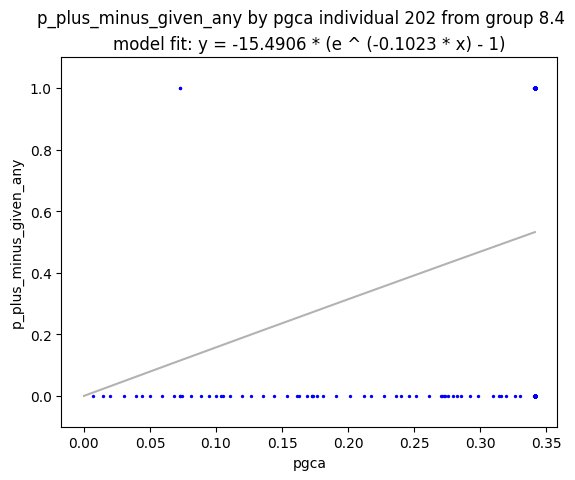 p_plus_minus_given_any by pgca individual 202 from group 8.4
model fit: y = -15.4906 * (e ^ (-0.1023 * x) - 1)
1.0
0.8
0.6
0.4
0.2
0.0
p_plus_minus_given_any
0.00 0.05 0.10 0.15 0.20 0.25 0.30 0.35
pgca